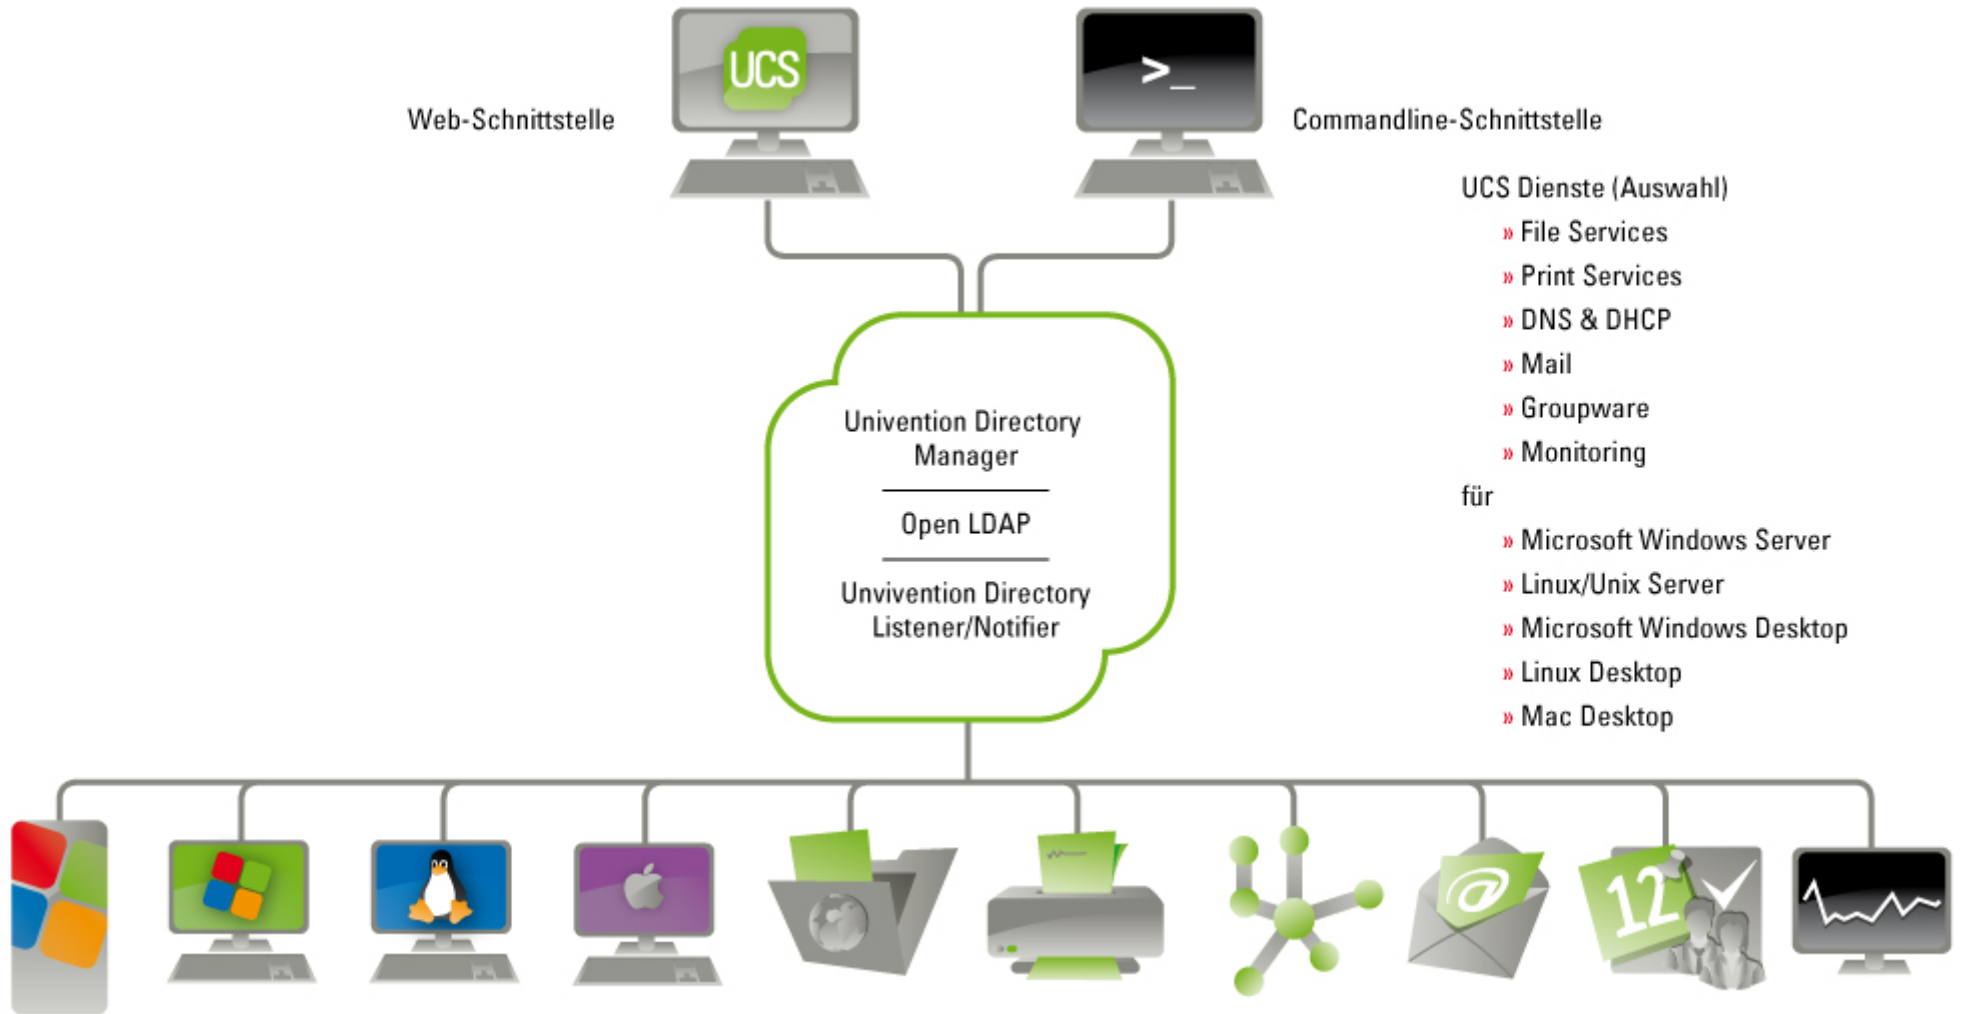 UCS
>_
Web-Schnittstelle
Commandline-Schnittstelle
UCS Dienste (Auswahl)
» File Services
» Print Services
» DNS & DHCP
» Mail
» Groupware
» Monitoring
für
» Microsoft Windows Server
» Linux/Unix Server
» Microsoft Windows Desktop
» Linux Desktop
» Mac Desktop
Univention Directory
Manager
Open LDAP
Unvivention Directory
Listener/Notifier
@
12